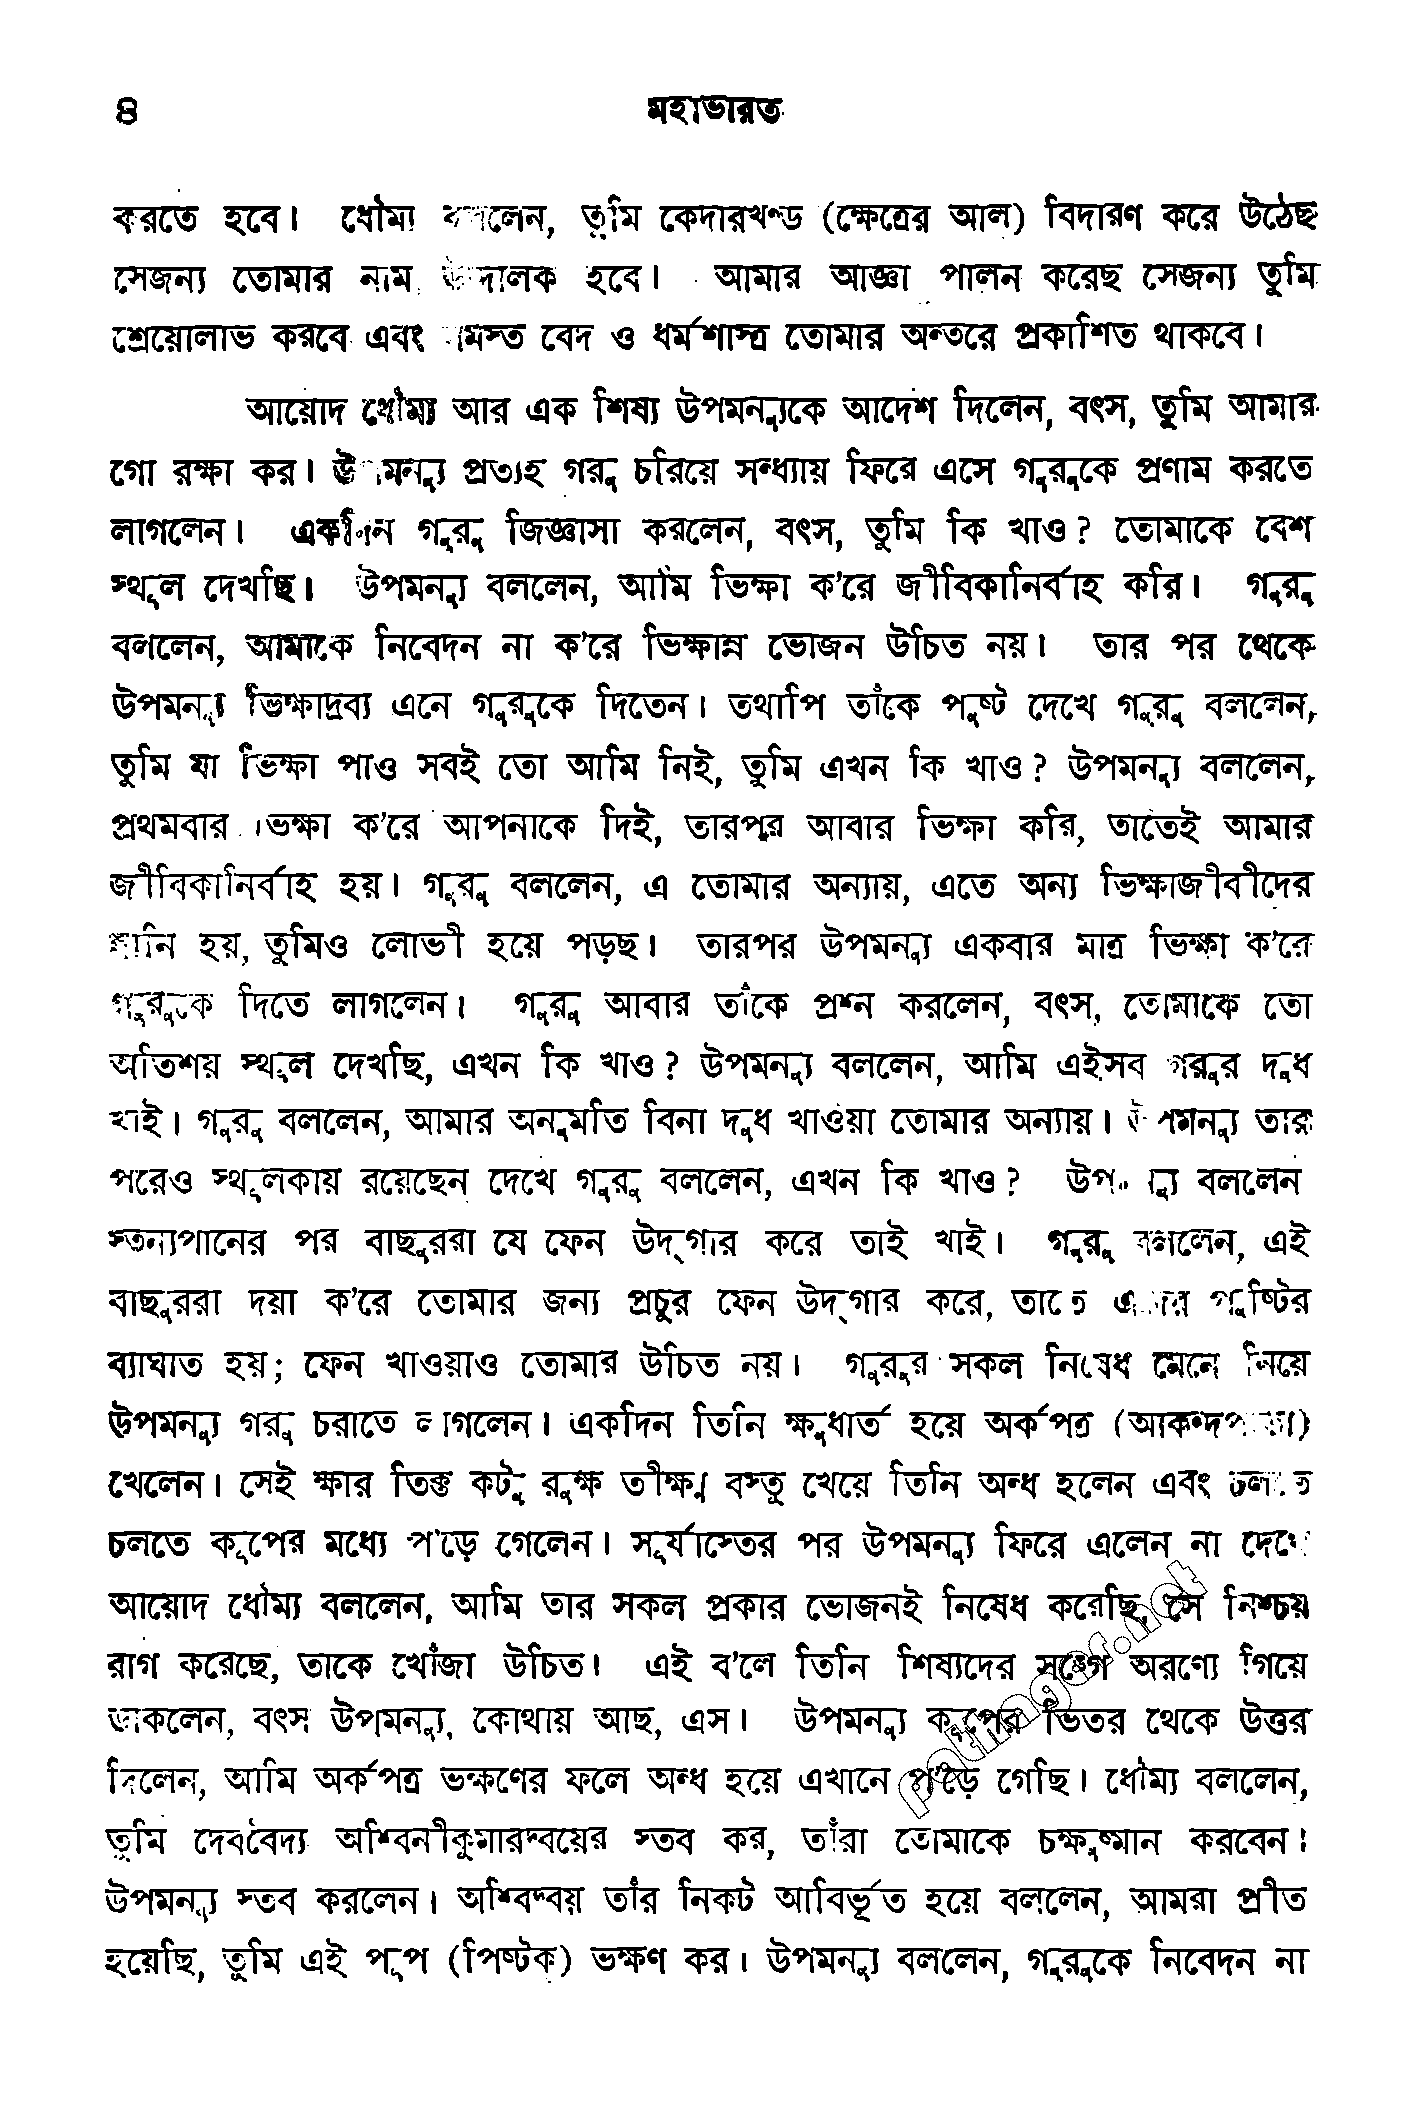 ৪
মহাভারত
করতে হবে। ধৌম্য বললেন, তুমি কেদারখণ্ড (ক্ষেত্রের আল) বিদারণ করে উঠেছ
সেজন্য তোমার নাম উদ্দালক হবে। আমার আজ্ঞা পালন করেছ সেজন্য তুমি
শ্রেয়োলাভ করবে এবং সমস্ত বেদ ও ধর্মশাস্ত্র তোমার অন্তরে প্রকাশিত থাকবে।
আয়োদ ধৌম্য আর এক শিষ্য উপমন্যুকে আদেশ দিলেন, বৎস, তুমি আমার
গো রক্ষা কর। উপমন্যু প্রত্যহ গরু চরিয়ে সন্ধ্যায় ফিরে এসে গুরুকে প্রণাম করতে
লাগলেন। একদিন গুরু জিজ্ঞাসা করলেন, বৎস, তুমি কি খাও? তোমাকে বেশ
স্থূল দেখছি। উপমন্যু বললেন, আমি ভিক্ষা ক’রে জীবিকানির্বাহ করি। গুরু
বললেন, আমাকে নিবেদন না ক’রে ভিক্ষান্ন ভোজন উচিত নয়। তার পর থেকে
উপমন্যু ভিক্ষাদ্রব্য এনে গুরুকে দিতেন। তথাপি তাঁকে পুষ্ট দেখে গুরু বললেন,
তুমি যা ভিক্ষা পাও সবই তো আমি নিই, তুমি এখন কি খাও? উপমন্যু বললেন,
প্রথমবার ভিক্ষা ক’রে আপনাকে দিই, তারপর আবার ভিক্ষা করি, তাতেই আমার
জীবিকানির্বাহ হয়। গুরু বললেন, এ তোমার অন্যায়, এতে অন্য ভিক্ষাজীবীদের
হানি হয়, তুমিও লোভী হয়ে পড়ছ। তারপর উপমন্যু একবার মাত্র ভিক্ষা ক’রে
গুরুকে দিতে লাগলেন। গুরু আবার তাঁকে প্রশ্ন করলেন, বৎস, তোমাকে তো
অতিশয় স্থূল দেখছি, এখন কি খাও? উপমন্যু বললেন, আমি এইসব গরুর দুধ
খাই। গুরু বললেন, আমার অনুমতি বিনা দুধ খাওয়া তোমার অন্যায়। উপমন্যু তার
পরেও স্থূলকায় রয়েছেন দেখে গুরু বললেন, এখন কি খাও? উপমন্যু বললেন
স্তন্যপানের পর বাছুররা যে ফেন উদ্‌গার করে তাই খাই। গুরু বললেন, এই
বাছুররা দয়া ক’রে তোমার জন্য প্রচুর ফেন উদ্‌গার করে, তাতে এদের পুষ্টির
ব্যাঘাত হয়; ফেন খাওয়াও তোমার উচিত নয়। গুরুর সকল নিষেধ মেনে নিয়ে
উপমন্যু গরু চরাতে লাগলেন। একদিন তিনি ক্ষুধার্ত হয়ে অর্কপত্র (আকন্দপাতা)
খেলেন। সেই ক্ষার তিক্ত কটু রুক্ষ তীক্ষ্ণ বস্তু খেয়ে তিনি অন্ধ হলেন এবং চলতে
চলতে কূপের মধ্যে প’ড়ে গেলেন। সূর্যাস্তের পর উপমন্যু ফিরে এলেন না দেখে
আয়োদ ধৌম্য বললেন, আমি তার সকল প্রকার ভোজনই নিষেধ করেছি, সে নিশ্চয়
রাগ করেছে, তাকে খোঁজা উচিত। এই ব’লে তিনি শিষ্যদের সঙ্গে অরণ্যে গিয়ে
ডাকলেন, বৎস উপমন্যু, কোথায় আছ, এস। উপমন্যু কূপের ভিতর থেকে উত্তর
দিলেন, আমি অর্কপত্র ভক্ষণের ফলে অন্ধ হয়ে এখানে প’ড়ে গেছি। ধৌম্য বললেন,
তুমি দেববৈদ্য অশ্বিনীকুমারদ্বয়ের স্তব কর, তাঁরা তোমাকে চক্ষুষ্মান করবেন।
উপমন্যু স্তব করলেন। অশ্বিদ্বয় তাঁর নিকট আবির্ভূত হয়ে বললেন, আমরা প্রীত
হয়েছি, তুমি এই পূপ (পিষ্টক) ভক্ষণ কর। উপমন্যু বললেন, গুরুকে নিবেদন না